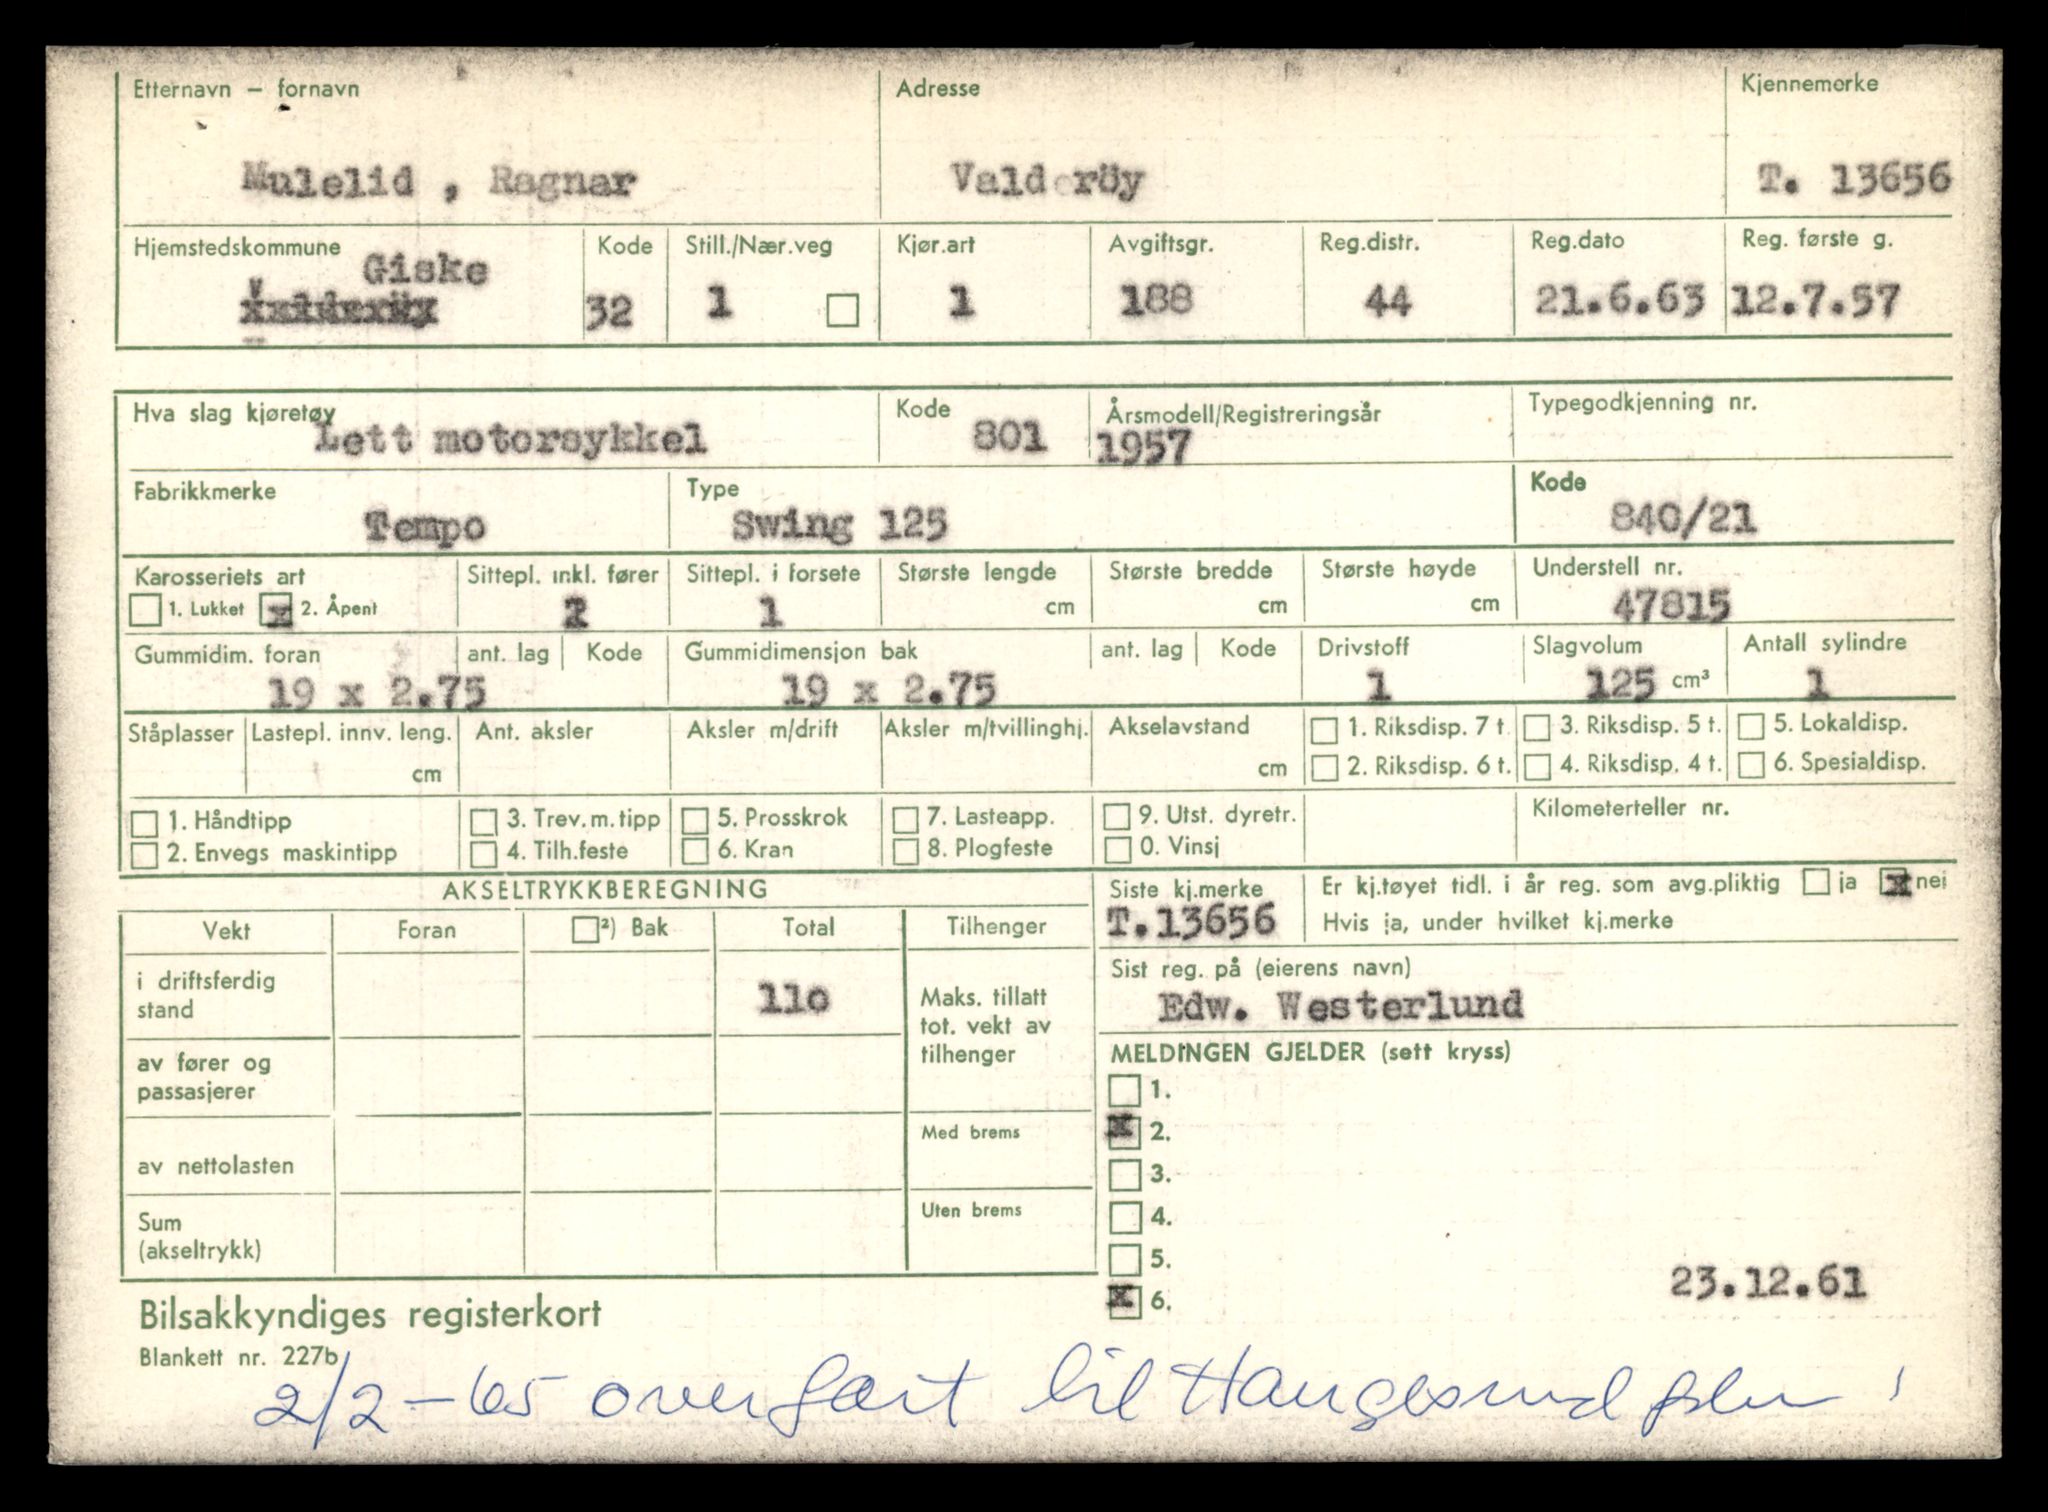 Etternavn – fornavn Adresse Kjennemerke
Mulelid , Ragnar Valderöy T. 13656
Hjemstedskommune Kode Still./Nær.veg Kjør.art Avgiftsgr. Reg.distr. Reg.dato Reg. første g.
Giske
32 1 1 188 44 21.6.63 12.7.57
Hva slag kjøretøy Kode Årsmodell/Registreringsår Typegodkjenning nr.
Lett motorsykkel 801 1957
Fabrikkmerke Type Kode
Tempo Swing 125 840/21
Karosseriets art Sittepl. inkl. fører Sittepl. i forsete Største lengde Største bredde Største høyde Understell nr.
1. Lukket x 2. Åpent 2 1 cm cm cm 47815
Gummidim. foran ant. lag Kode Gummidimensjon bak ant. lag Kode Drivstoff Slagvolum Antall sylindre
19 x 2.75 19 x 2.75 1 125 cm³ 1
Ståplasser Lastepl. innv. leng. Ant. aksler Aksler m/drift Aksler m/tvillinghj. Akselavstand 1. Riksdisp. 7 t. 3. Riksdisp. 5 t. 5. Lokaldisp.
cm cm 2. Riksdisp. 6 t. 4. Riksdisp. 4 t. 6. Spesialdisp.
1. Håndtipp 3. Trev. m. tipp 5. Prosskrok 7. Lasteapp. 9. Utst. dyretr. Kilometerteller nr.
2. Envegs maskintipp 4. Tilh.feste 6. Kran 8. Plogfeste 0. Vinsj
AKSELTRYKKBEREGNING Siste kj.merke Er kj.tøyet tidl. i år reg. som avg.pliktig ja x nei
T.13656 Hvis ja, under hvilket kj.merke
Vekt Foran ²) Bak Total Tilhenger
Sist reg. på (eierens navn)
Edw. Westerlund
i driftsferdig stand 110 Maks. tillatt tot. vekt av tilhenger
MELDINGEN GJELDER (sett kryss)
av fører og passasjerer
1.
x 2.
Med brems
av nettolasten
3.
4.
Uten brems
Sum (akseltrykk)
5.
x 6. 23.12.61
Bilsakkyndiges registerkort
Blankett nr. 227b
2/2-65 overført til Haugesund